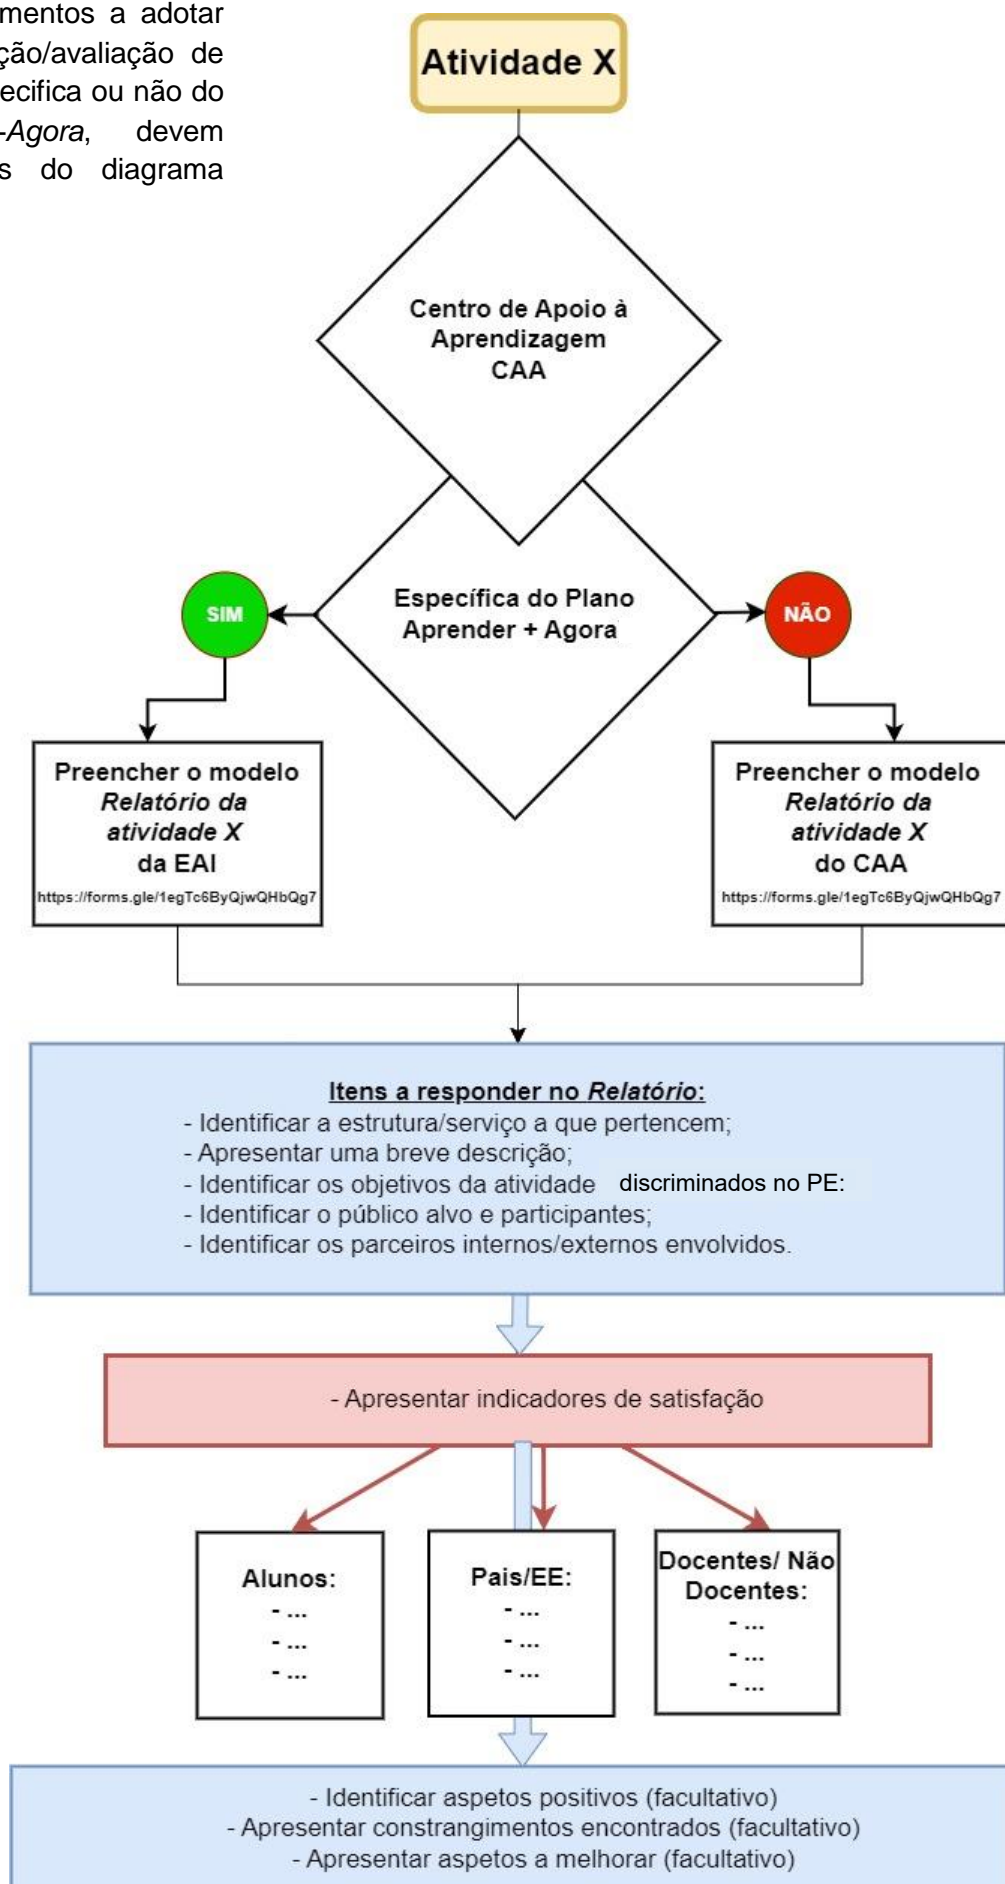 mentos a adotar
ção/avaliação de
ecifica ou não do
-Agora, devem
s do diagrama
Atividade X
Centro de Apoio à
Aprendizagem
CAA
Específica do Plano
Aprender + Agora
SIM
NÃO
Preencher o modelo
Relatório da
atividade X
da EAI
https://forms.gle/1egTc6ByQjwQHbQg7
Preencher o modelo
Relatório da
atividade X
do CAA
https://forms.gle/1egTc6ByQjwQHbQg7
Itens a responder no Relatório:
- Identificar a estrutura/serviço a que pertencem;
- Apresentar uma breve descrição;
- Identificar os objetivos da atividade discriminados no PE:
- Identificar o público alvo e participantes;
- Identificar os parceiros internos/externos envolvidos.
- Apresentar indicadores de satisfação
Alunos:
- ...
- ...
- ...
Pais/EE:
- ...
- ...
- ...
Docentes/ Não
Docentes:
- ...
- ...
- ...
- Identificar aspetos positivos (facultativo)
- Apresentar constrangimentos encontrados (facultativo)
- Apresentar aspetos a melhorar (facultativo)